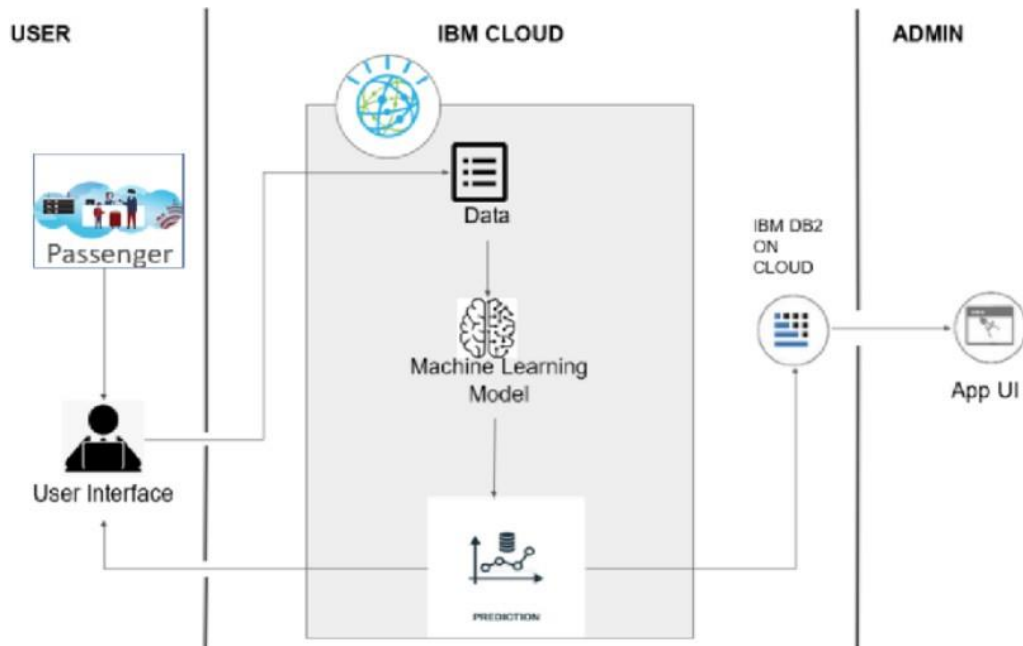 USER
IBM CLOUD
ADMIN
Passenger
Data
IBM DB2
ON
CLOUD
Machine Learning
Model
App UI
User Interface
PREDICTION